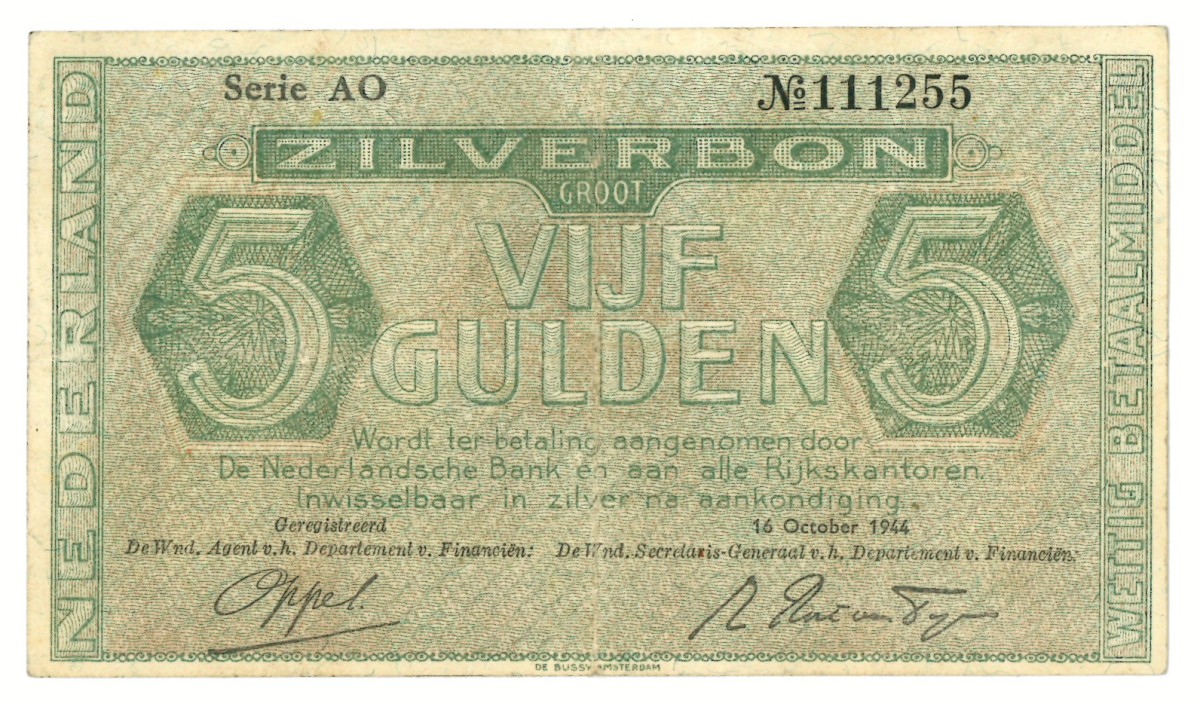 Serie AO
№111255
ZILVERBON
GROOT
5
VIJF
GULDEN
5
NEDERLAND
WETTIG BETAALMIDDEL
Wordt ter betaling aangenomen door
De Nederlandsche Bank en aan alle Rijkskantoren.
Inwisselbaar in zilver na aankondiging.
Geregistreerd
16 October 1944
De Wnd. Agent v.h. Departement v. Financiën:
De Wnd. Secretaris-Generaal v.h. Departement v. Financiën:
Oppel.
DE BUSSY AMSTERDAM